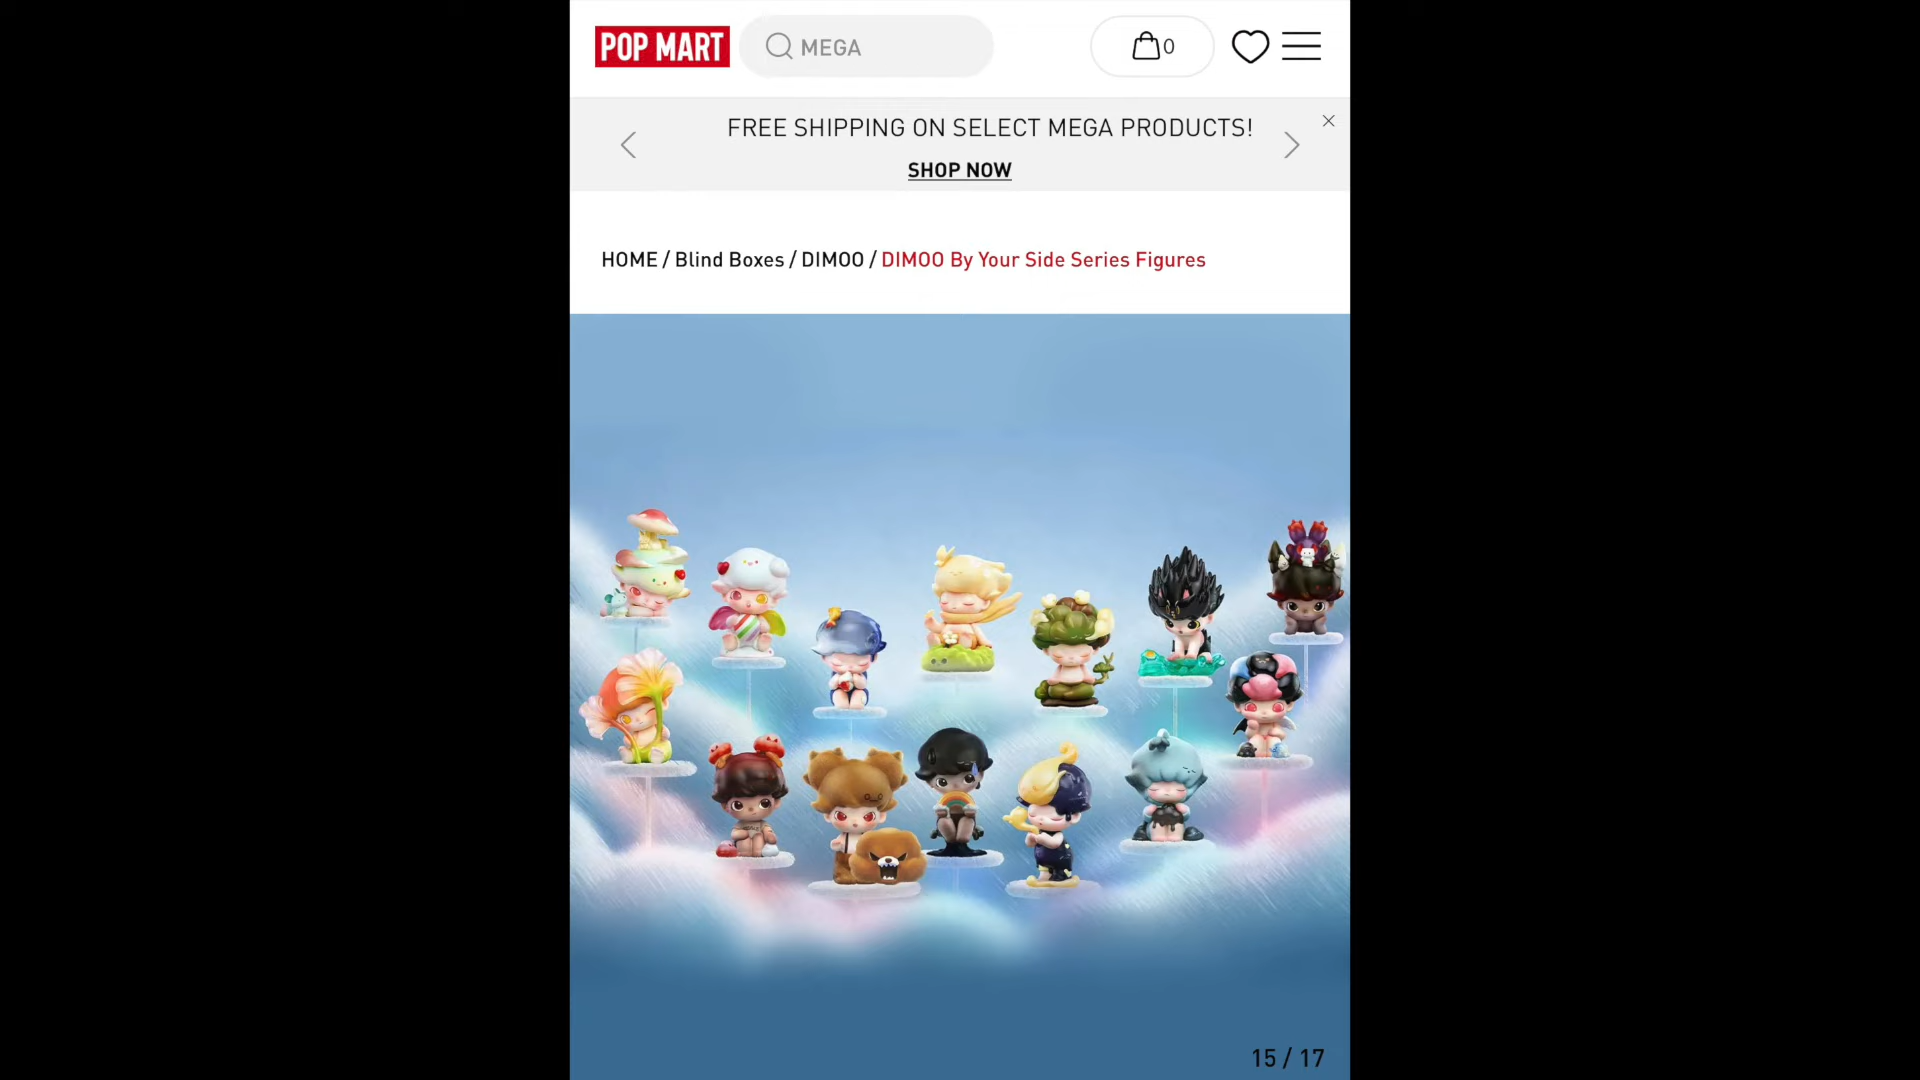 POP MART
MEGA
0
FREE SHIPPING ON SELECT MEGA PRODUCTS!
SHOP NOW
HOME / Blind Boxes / DIMOO / DIMOO By Your Side Series Figures
15 / 17